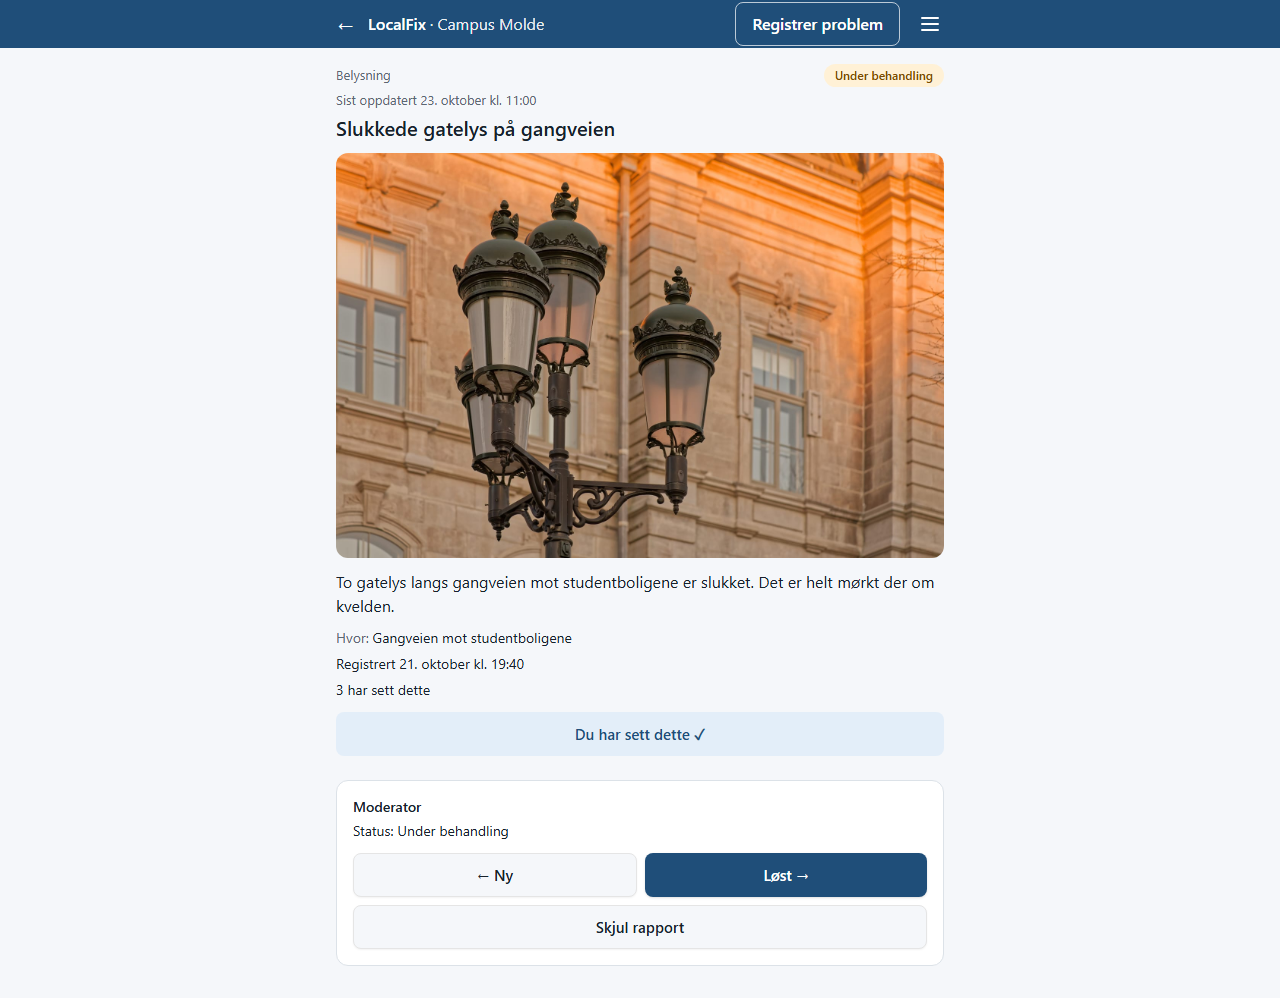 ← LocalFix · Campus Molde
Registrer problem
Belysning
Under behandling
Sist oppdatert 23. oktober kl. 11:00
Slukkede gatelys på gangveien
To gatelys langs gangveien mot studentboligene er slukket. Det er helt mørkt der om
kvelden.
Hvor: Gangveien mot studentboligene
Registrert 21. oktober kl. 19:40
3 har sett dette
Du har sett dette ✓
Moderator
Status: Under behandling
← Ny
Løst →
Skjul rapport